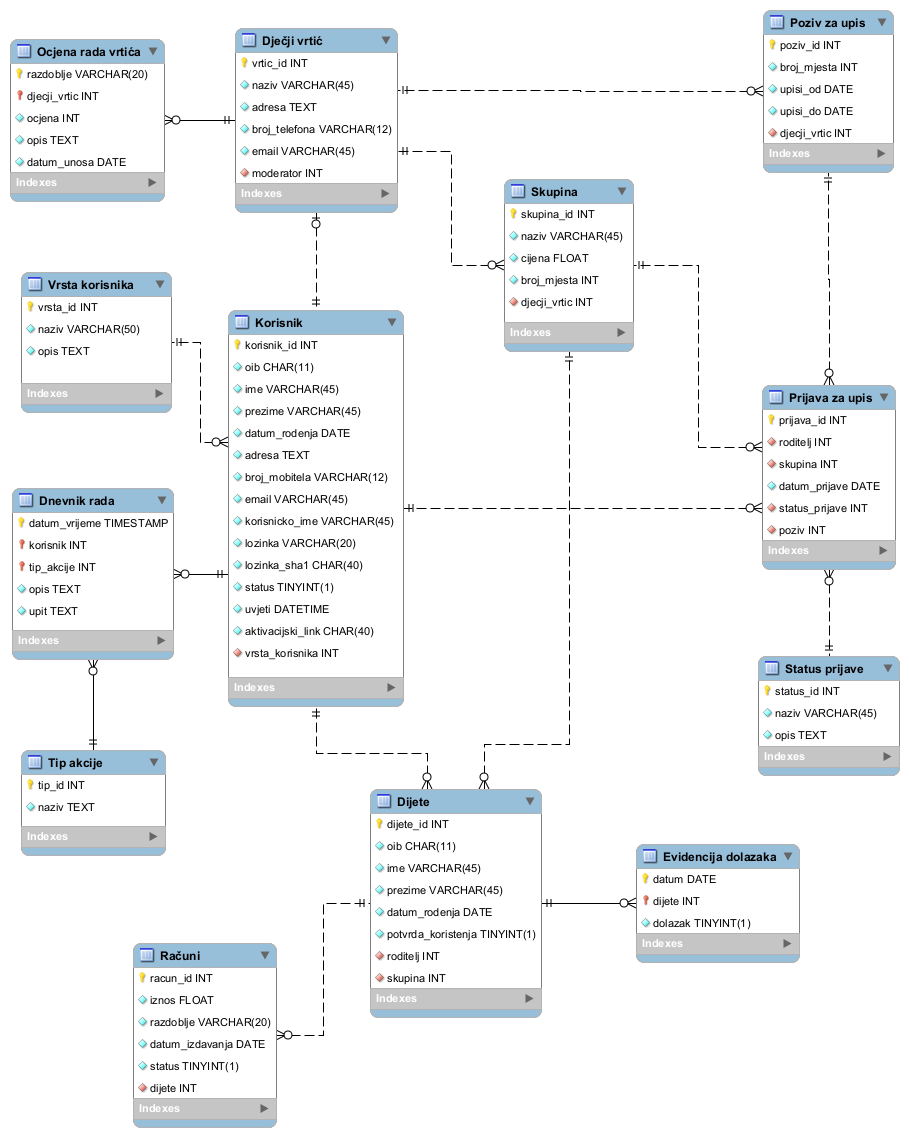 Ocjena rada vrtića
razdoblje VARCHAR(20)
djecji_vrtic INT
ocjena INT
opis TEXT
datum_unosa DATE
Indexes
Dječji vrtić
vrtic_id INT
naziv VARCHAR(45)
adresa TEXT
broj_telefona VARCHAR(12)
email VARCHAR(45)
moderator INT
Indexes
Poziv za upis
poziv_id INT
broj_mjesta INT
upisi_od DATE
upisi_do DATE
djecji_vrtic INT
Indexes
Skupina
skupina_id INT
naziv VARCHAR(45)
cijena FLOAT
broj_mjesta INT
djecji_vrtic INT
Indexes
Vrsta korisnika
vrsta_id INT
naziv VARCHAR(50)
opis TEXT
Indexes
Korisnik
korisnik_id INT
oib CHAR(11)
ime VARCHAR(45)
prezime VARCHAR(45)
datum_rodenja DATE
adresa TEXT
broj_mobitela VARCHAR(12)
email VARCHAR(45)
korisnicko_ime VARCHAR(45)
lozinka VARCHAR(20)
lozinka_sha1 CHAR(40)
status TINYINT(1)
uvjeti DATETIME
aktivacijski_link CHAR(40)
vrsta_korisnika INT
Indexes
Prijava za upis
prijava_id INT
roditelj INT
skupina INT
datum_prijave DATE
status_prijave INT
poziv INT
Indexes
Dnevnik rada
datum_vrijeme TIMESTAMP
korisnik INT
tip_akcije INT
opis TEXT
upit TEXT
Indexes
Status prijave
status_id INT
naziv VARCHAR(45)
opis TEXT
Indexes
Tip akcije
tip_id INT
naziv TEXT
Indexes
Dijete
dijete_id INT
oib CHAR(11)
ime VARCHAR(45)
prezime VARCHAR(45)
datum_rodenja DATE
potvrda_koristenja TINYINT(1)
roditelj INT
skupina INT
Indexes
Evidencija dolazaka
datum DATE
dijete INT
dolazak TINYINT(1)
Indexes
Računi
racun_id INT
iznos FLOAT
razdoblje VARCHAR(20)
datum_izdavanja DATE
status TINYINT(1)
dijete INT
Indexes